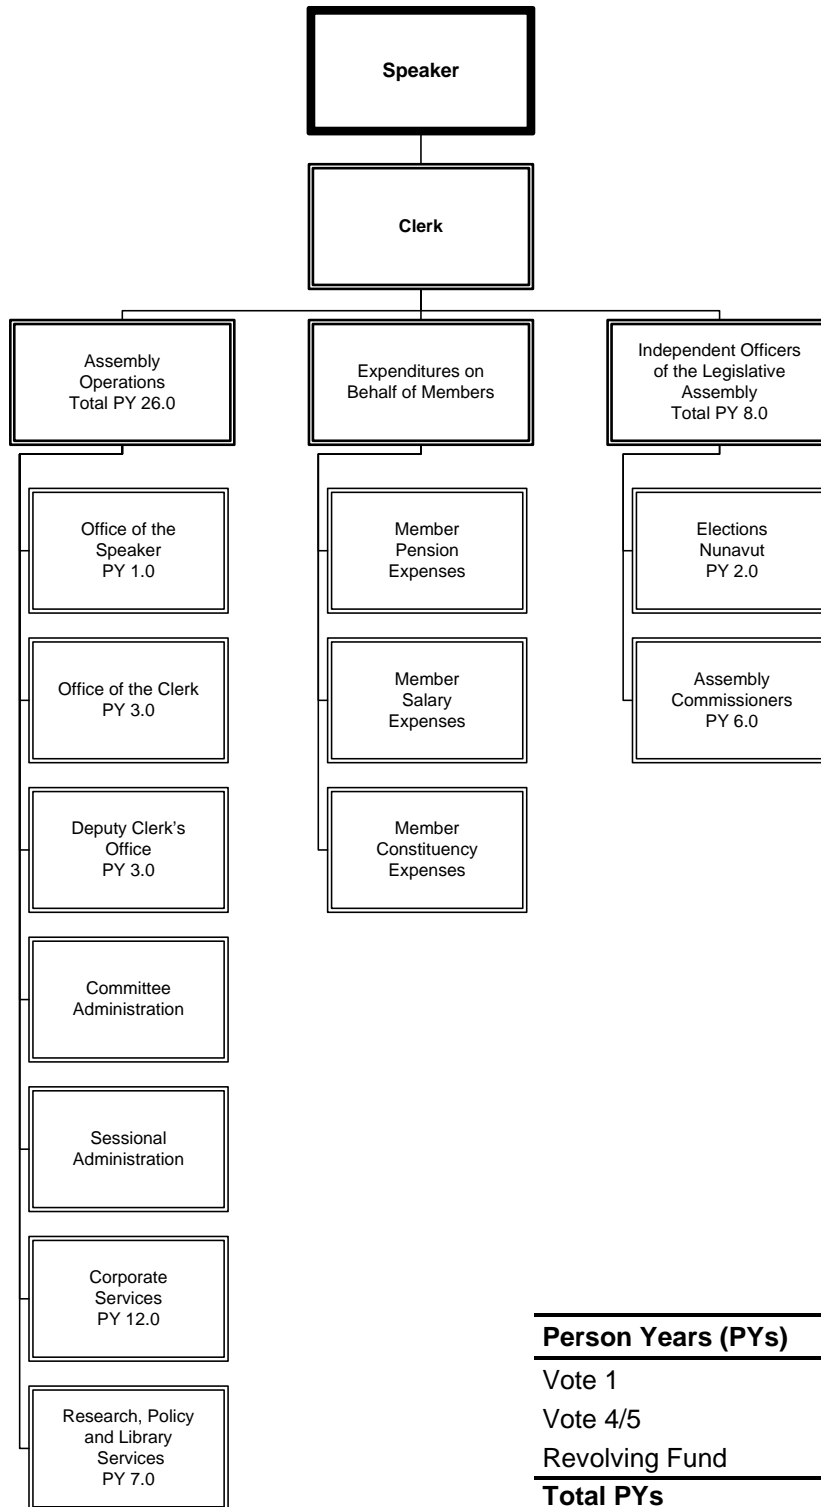 Speaker
Clerk
Assembly
Operations
Total PY 26.0
Expenditures on
Behalf of Members
Independent Officers
of the Legislative
Assembly
Total PY 8.0
Office of the
Speaker
PY 1.0
Member
Pension
Expenses
Elections
Nunavut
PY 2.0
Office of the Clerk
PY 3.0
Member
Salary
Expenses
Assembly
Commissioners
PY 6.0
Deputy Clerk's
Office
PY 3.0
Member
Constituency
Expenses
Committee
Administration
Sessional
Administration
Corporate
Services
PY 12.0
Research, Policy
and Library
Services
PY 7.0
Person Years (PYs)
Vote 1
Vote 4/5
Revolving Fund
Total PYs